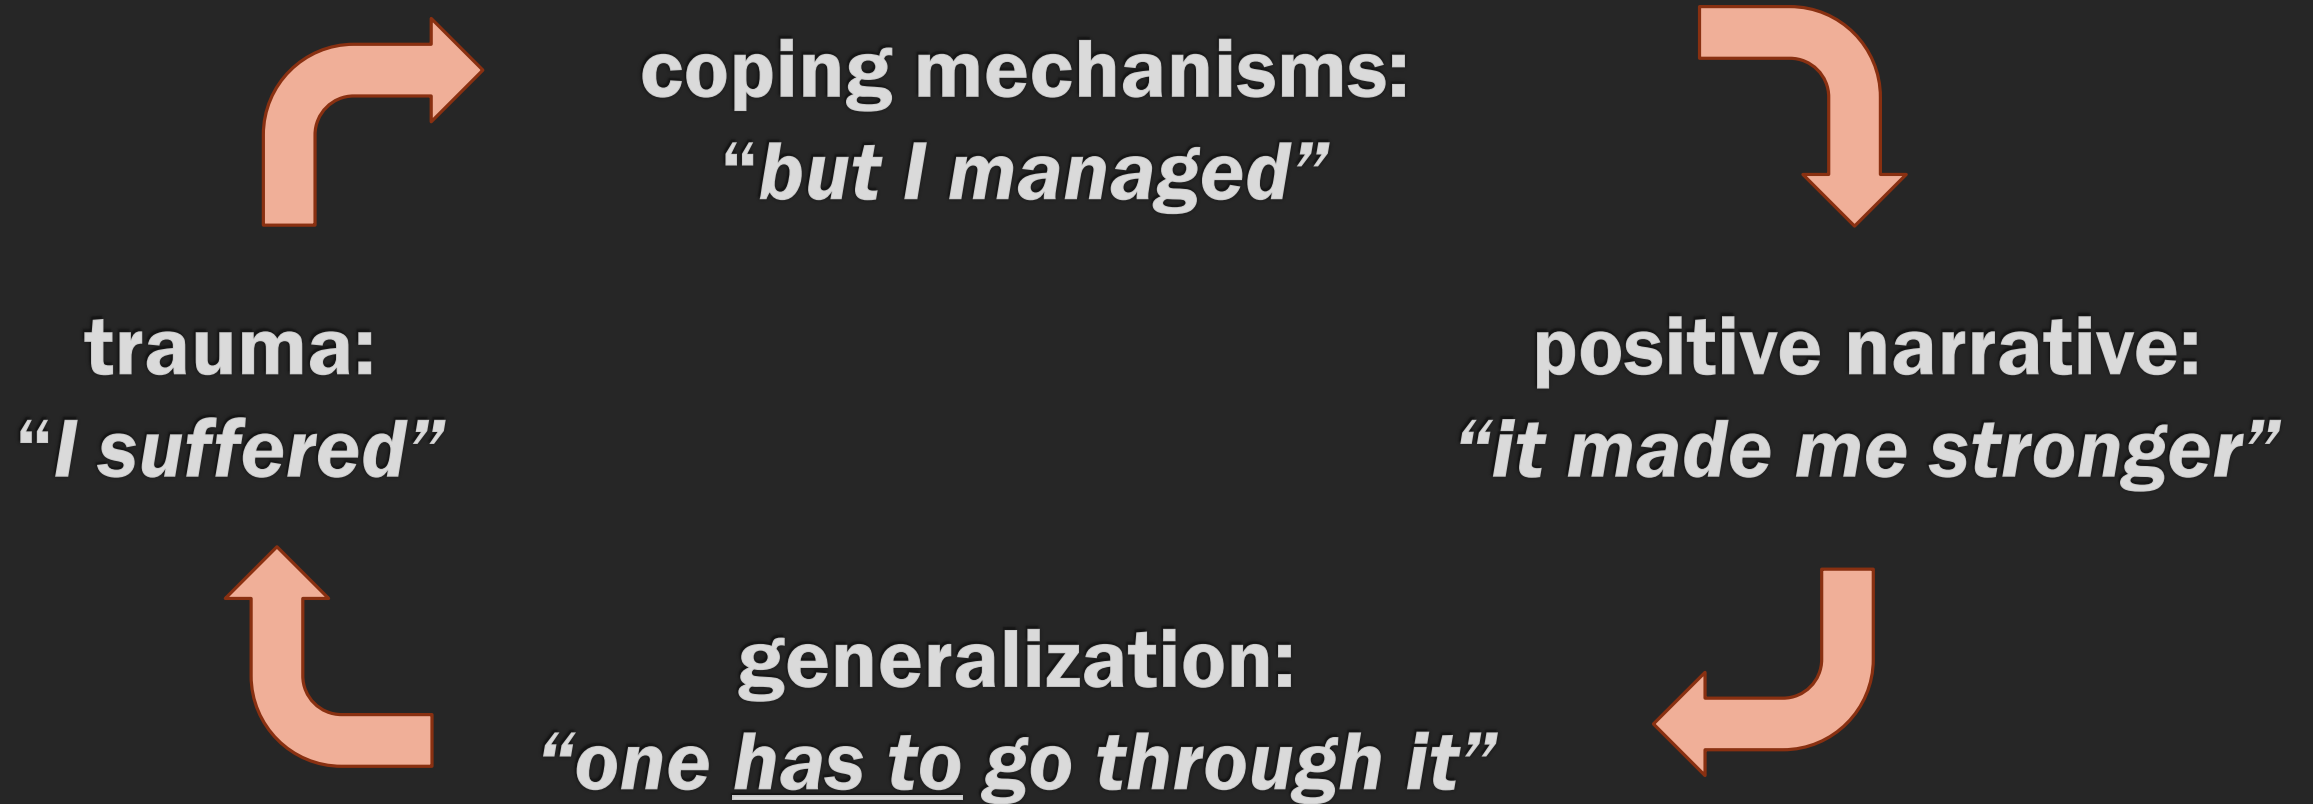 coping mechanisms:
“but I managed”
trauma:
“I suffered”
positive narrative:
“it made me stronger”
generalization:
“one has to go through it”